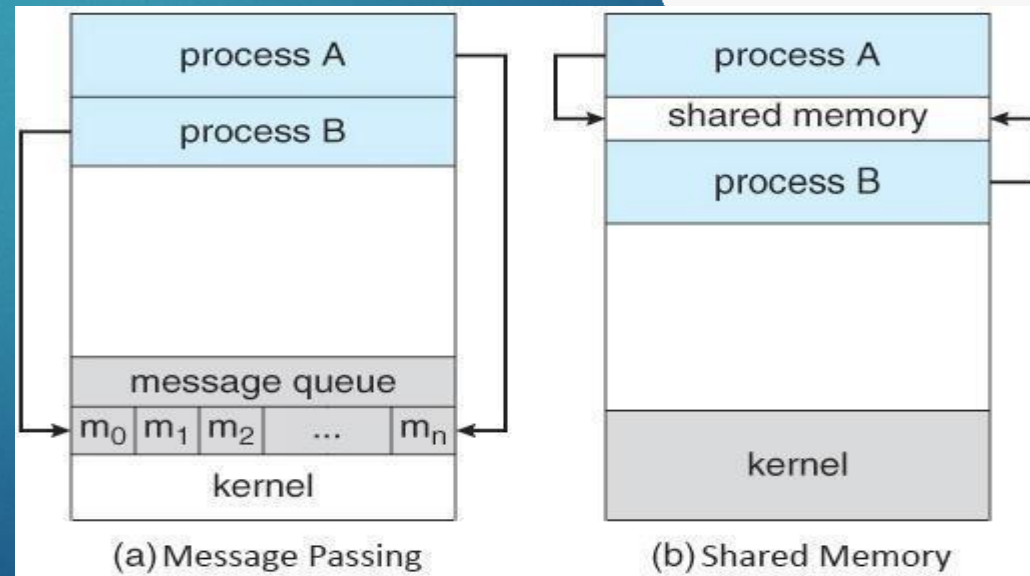 process A
process B
message queue
m0 m1 m2 ... mn
kernel
(a) Message Passing
process A
shared memory
process B
kernel
(b) Shared Memory